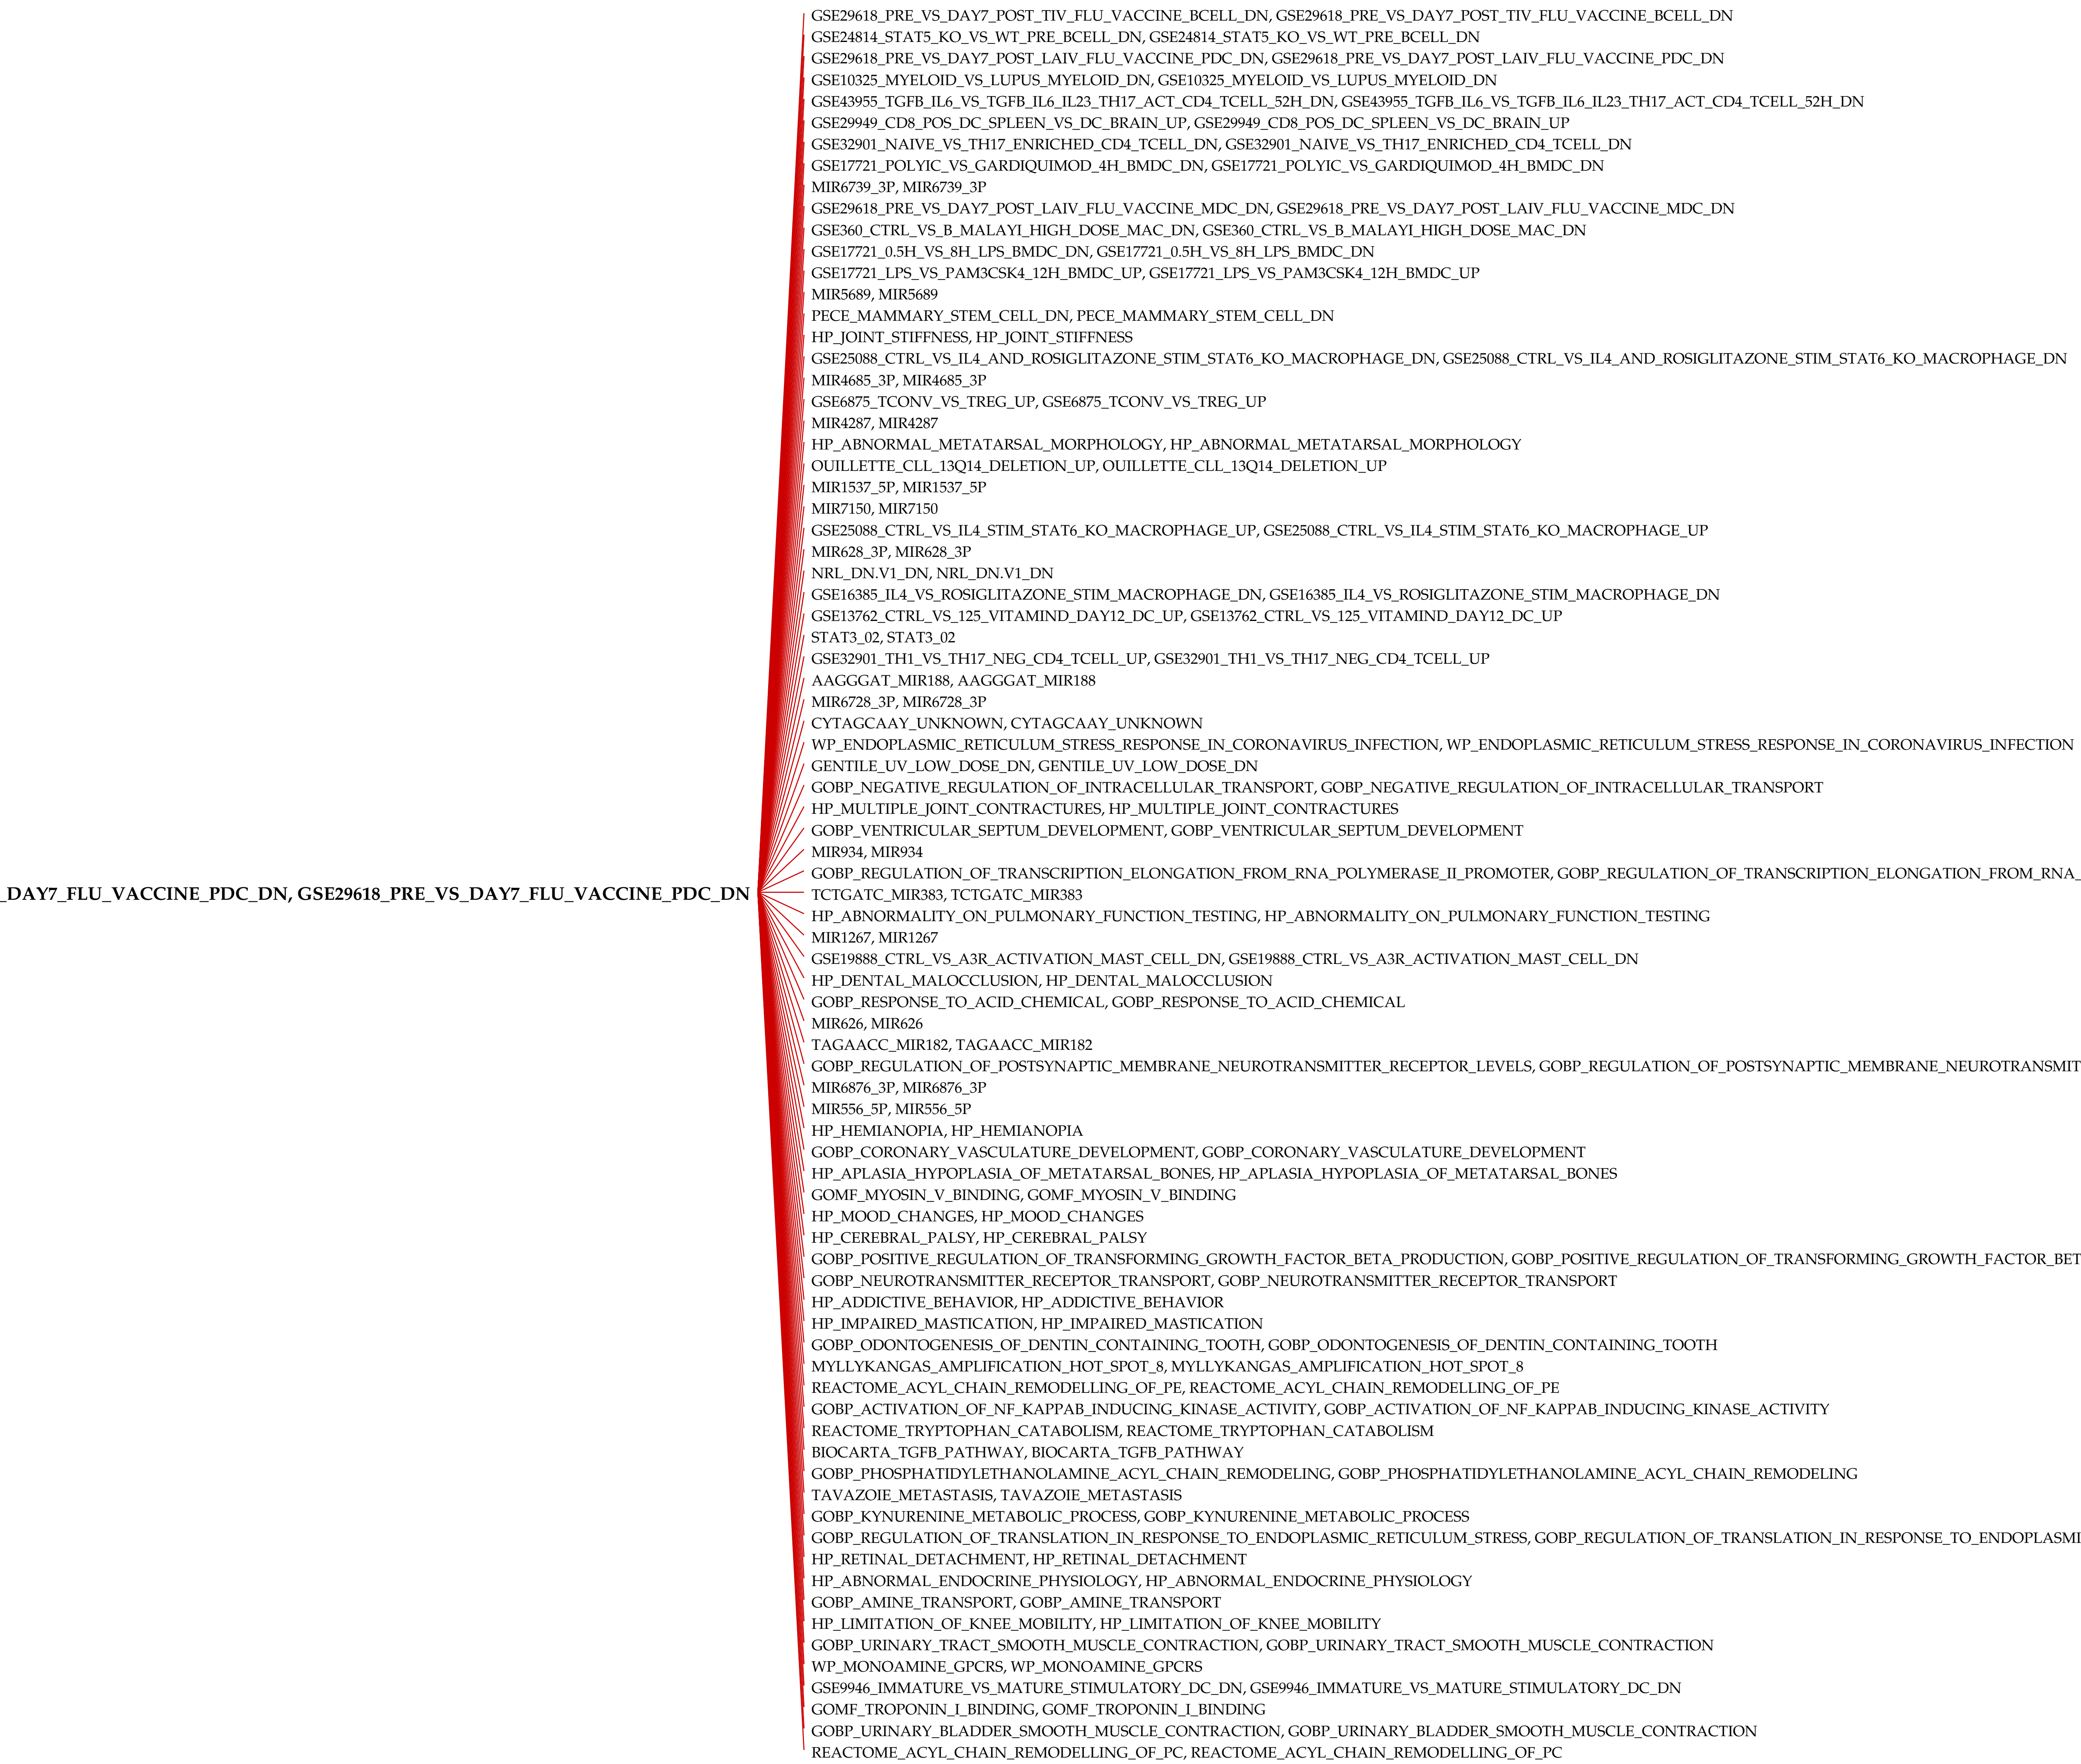 GSE29618_PRE_VS_DAY7_POST_TIV_FLU_VACCINE_BCELL_DN, GSE29618_PRE_VS_DAY7_POST_TIV_FLU_VACCINE_BCELL_DN
GSE24814_STAT5_KO_VS_WT_PRE_BCELL_DN, GSE24814_STAT5_KO_VS_WT_PRE_BCELL_DN
GSE29618_PRE_VS_DAY7_POST_LAIV_FLU_VACCINE_PDC_DN, GSE29618_PRE_VS_DAY7_POST_LAIV_FLU_VACCINE_PDC_DN
GSE10325_MYELOID_VS_LUPUS_MYELOID_DN, GSE10325_MYELOID_VS_LUPUS_MYELOID_DN
GSE43955_TGFB_IL6_VS_TGFB_IL6_IL23_TH17_ACT_CD4_TCELL_52H_DN, GSE43955_TGFB_IL6_VS_TGFB_IL6_IL23_TH17_ACT_CD4_TCELL_52H_DN
GSE29949_CD8_POS_DC_SPLEEN_VS_DC_BRAIN_UP, GSE29949_CD8_POS_DC_SPLEEN_VS_DC_BRAIN_UP
GSE32901_NAIVE_VS_TH17_ENRICHED_CD4_TCELL_DN, GSE32901_NAIVE_VS_TH17_ENRICHED_CD4_TCELL_DN
GSE17721_POLYIC_VS_GARDIQUIMOD_4H_BMDC_DN, GSE17721_POLYIC_VS_GARDIQUIMOD_4H_BMDC_DN
MIR6739_3P, MIR6739_3P
GSE29618_PRE_VS_DAY7_POST_LAIV_FLU_VACCINE_MDC_DN, GSE29618_PRE_VS_DAY7_POST_LAIV_FLU_VACCINE_MDC_DN
GSE360_CTRL_VS_B_MALAYI_HIGH_DOSE_MAC_DN, GSE360_CTRL_VS_B_MALAYI_HIGH_DOSE_MAC_DN
GSE17721_0.5H_VS_8H_LPS_BMDC_DN, GSE17721_0.5H_VS_8H_LPS_BMDC_DN
GSE17721_LPS_VS_PAM3CSK4_12H_BMDC_UP, GSE17721_LPS_VS_PAM3CSK4_12H_BMDC_UP
MIR5689, MIR5689
PECE_MAMMARY_STEM_CELL_DN, PECE_MAMMARY_STEM_CELL_DN
HP_JOINT_STIFFNESS, HP_JOINT_STIFFNESS
GSE25088_CTRL_VS_IL4_AND_ROSIGLITAZONE_STIM_STAT6_KO_MACROPHAGE_DN, GSE25088_CTRL_VS_IL4_AND_ROSIGLITAZONE_STIM_STAT6_KO_MACROPHAGE_DN
MIR4685_3P, MIR4685_3P
GSE6875_TCONV_VS_TREG_UP, GSE6875_TCONV_VS_TREG_UP
MIR4287, MIR4287
HP_ABNORMAL_METATARSAL_MORPHOLOGY, HP_ABNORMAL_METATARSAL_MORPHOLOGY
OUILLETTE_CLL_13Q14_DELETION_UP, OUILLETTE_CLL_13Q14_DELETION_UP
MIR1537_5P, MIR1537_5P
MIR7150, MIR7150
GSE25088_CTRL_VS_IL4_STIM_STAT6_KO_MACROPHAGE_UP, GSE25088_CTRL_VS_IL4_STIM_STAT6_KO_MACROPHAGE_UP
MIR628_3P, MIR628_3P
NRL_DN.V1_DN, NRL_DN.V1_DN
GSE16385_IL4_VS_ROSIGLITAZONE_STIM_MACROPHAGE_DN, GSE16385_IL4_VS_ROSIGLITAZONE_STIM_MACROPHAGE_DN
GSE13762_CTRL_VS_125_VITAMIND_DAY12_DC_UP, GSE13762_CTRL_VS_125_VITAMIND_DAY12_DC_UP
STAT3_02, STAT3_02
GSE32901_TH1_VS_TH17_NEG_CD4_TCELL_UP, GSE32901_TH1_VS_TH17_NEG_CD4_TCELL_UP
AAGGGAT_MIR188, AAGGGAT_MIR188
MIR6728_3P, MIR6728_3P
CYTAGCAAY_UNKNOWN, CYTAGCAAY_UNKNOWN
WP_ENDOPLASMIC_RETICULUM_STRESS_RESPONSE_IN_CORONAVIRUS_INFECTION, WP_ENDOPLASMIC_RETICULUM_STRESS_RESPONSE_IN_CORONAVIRUS_INFECTION
GENTILE_UV_LOW_DOSE_DN, GENTILE_UV_LOW_DOSE_DN
GOBP_NEGATIVE_REGULATION_OF_INTRACELLULAR_TRANSPORT, GOBP_NEGATIVE_REGULATION_OF_INTRACELLULAR_TRANSPORT
HP_MULTIPLE_JOINT_CONTRACTURES, HP_MULTIPLE_JOINT_CONTRACTURES
GOBP_VENTRICULAR_SEPTUM_DEVELOPMENT, GOBP_VENTRICULAR_SEPTUM_DEVELOPMENT
MIR934, MIR934
GOBP_REGULATION_OF_TRANSCRIPTION_ELONGATION_FROM_RNA_POLYMERASE_II_PROMOTER, GOBP_REGULATION_OF_TRANSCRIPTION_ELONGATION_FROM_RNA_
_DAY7_FLU_VACCINE_PDC_DN, GSE29618_PRE_VS_DAY7_FLU_VACCINE_PDC_DN
TCTGATC_MIR383, TCTGATC_MIR383
HP_ABNORMALITY_ON_PULMONARY_FUNCTION_TESTING, HP_ABNORMALITY_ON_PULMONARY_FUNCTION_TESTING
MIR1267, MIR1267
GSE19888_CTRL_VS_A3R_ACTIVATION_MAST_CELL_DN, GSE19888_CTRL_VS_A3R_ACTIVATION_MAST_CELL_DN
HP_DENTAL_MALOCCLUSION, HP_DENTAL_MALOCCLUSION
GOBP_RESPONSE_TO_ACID_CHEMICAL, GOBP_RESPONSE_TO_ACID_CHEMICAL
MIR626, MIR626
TAGAACC_MIR182, TAGAACC_MIR182
GOBP_REGULATION_OF_POSTSYNAPTIC_MEMBRANE_NEUROTRANSMITTER_RECEPTOR_LEVELS, GOBP_REGULATION_OF_POSTSYNAPTIC_MEMBRANE_NEUROTRANSMIT
MIR6876_3P, MIR6876_3P
MIR556_5P, MIR556_5P
HP_HEMIANOPIA, HP_HEMIANOPIA
GOBP_CORONARY_VASCULATURE_DEVELOPMENT, GOBP_CORONARY_VASCULATURE_DEVELOPMENT
HP_APLASIA_HYPOPLASIA_OF_METATARSAL_BONES, HP_APLASIA_HYPOPLASIA_OF_METATARSAL_BONES
GOMF_MYOSIN_V_BINDING, GOMF_MYOSIN_V_BINDING
HP_MOOD_CHANGES, HP_MOOD_CHANGES
HP_CEREBRAL_PALSY, HP_CEREBRAL_PALSY
GOBP_POSITIVE_REGULATION_OF_TRANSFORMING_GROWTH_FACTOR_BETA_PRODUCTION, GOBP_POSITIVE_REGULATION_OF_TRANSFORMING_GROWTH_FACTOR_BET
GOBP_NEUROTRANSMITTER_RECEPTOR_TRANSPORT, GOBP_NEUROTRANSMITTER_RECEPTOR_TRANSPORT
HP_ADDICTIVE_BEHAVIOR, HP_ADDICTIVE_BEHAVIOR
HP_IMPAIRED_MASTICATION, HP_IMPAIRED_MASTICATION
GOBP_ODONTOGENESIS_OF_DENTIN_CONTAINING_TOOTH, GOBP_ODONTOGENESIS_OF_DENTIN_CONTAINING_TOOTH
MYLLYKANGAS_AMPLIFICATION_HOT_SPOT_8, MYLLYKANGAS_AMPLIFICATION_HOT_SPOT_8
REACTOME_ACYL_CHAIN_REMODELLING_OF_PE, REACTOME_ACYL_CHAIN_REMODELLING_OF_PE
GOBP_ACTIVATION_OF_NF_KAPPAB_INDUCING_KINASE_ACTIVITY, GOBP_ACTIVATION_OF_NF_KAPPAB_INDUCING_KINASE_ACTIVITY
REACTOME_TRYPTOPHAN_CATABOLISM, REACTOME_TRYPTOPHAN_CATABOLISM
BIOCARTA_TGFB_PATHWAY, BIOCARTA_TGFB_PATHWAY
GOBP_PHOSPHATIDYLETHANOLAMINE_ACYL_CHAIN_REMODELING, GOBP_PHOSPHATIDYLETHANOLAMINE_ACYL_CHAIN_REMODELING
TAVAZOIE_METASTASIS, TAVAZOIE_METASTASIS
GOBP_KYNURENINE_METABOLIC_PROCESS, GOBP_KYNURENINE_METABOLIC_PROCESS
GOBP_REGULATION_OF_TRANSLATION_IN_RESPONSE_TO_ENDOPLASMIC_RETICULUM_STRESS, GOBP_REGULATION_OF_TRANSLATION_IN_RESPONSE_TO_ENDOPLASMI
HP_RETINAL_DETACHMENT, HP_RETINAL_DETACHMENT
HP_ABNORMAL_ENDOCRINE_PHYSIOLOGY, HP_ABNORMAL_ENDOCRINE_PHYSIOLOGY
GOBP_AMINE_TRANSPORT, GOBP_AMINE_TRANSPORT
HP_LIMITATION_OF_KNEE_MOBILITY, HP_LIMITATION_OF_KNEE_MOBILITY
GOBP_URINARY_TRACT_SMOOTH_MUSCLE_CONTRACTION, GOBP_URINARY_TRACT_SMOOTH_MUSCLE_CONTRACTION
WP_MONOAMINE_GPCRS, WP_MONOAMINE_GPCRS
GSE9946_IMMATURE_VS_MATURE_STIMULATORY_DC_DN, GSE9946_IMMATURE_VS_MATURE_STIMULATORY_DC_DN
GOMF_TROPONIN_I_BINDING, GOMF_TROPONIN_I_BINDING
GOBP_URINARY_BLADDER_SMOOTH_MUSCLE_CONTRACTION, GOBP_URINARY_BLADDER_SMOOTH_MUSCLE_CONTRACTION
REACTOME_ACYL_CHAIN_REMODELLING_OF_PC, REACTOME_ACYL_CHAIN_REMODELLING_OF_PC